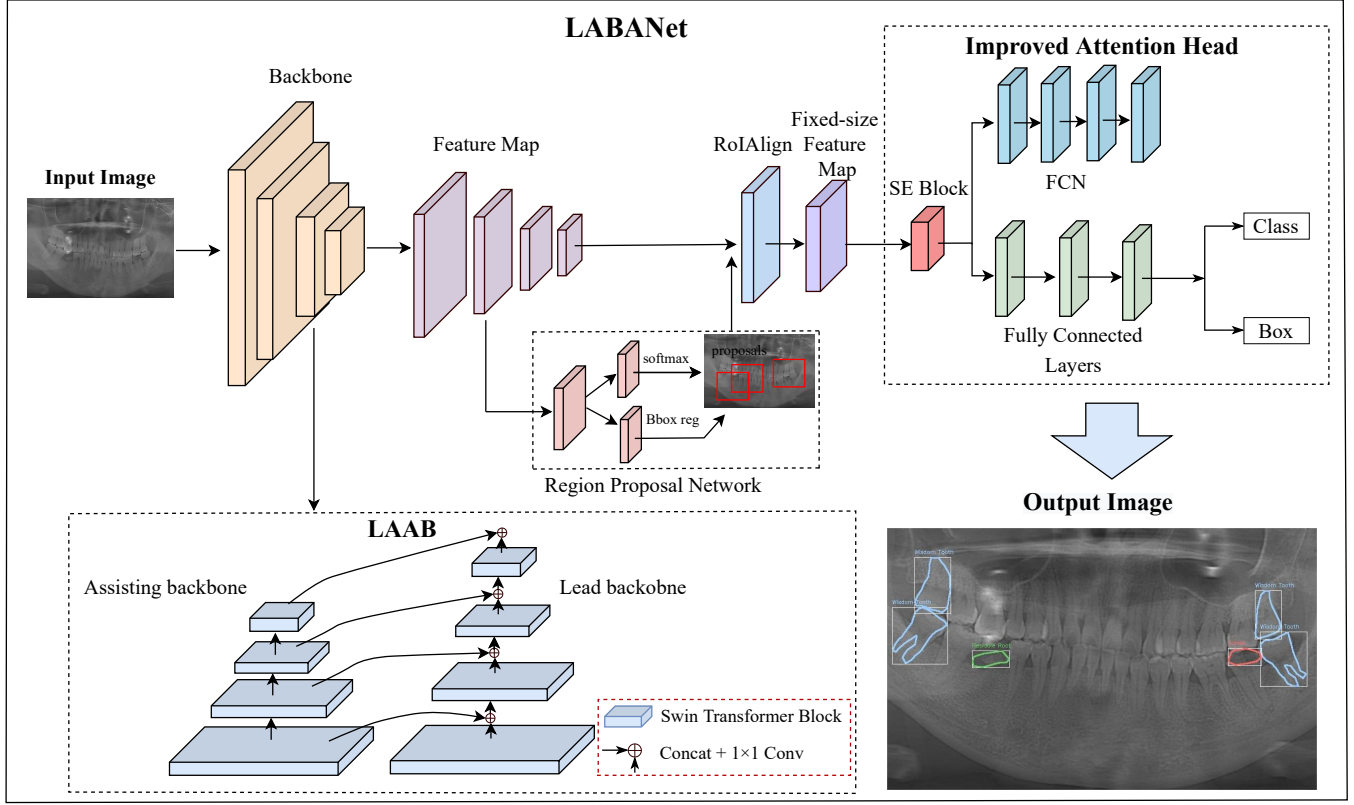 LABANet
Improved Attention Head
Backbone
Feature Map
RoIAlign
Fixed-size
Feature
Map
Input Image
SE Block
FCN
Class
Fully Connected
Layers
Box
proposals
softmax
Bbox reg
Region Proposal Network
LAAB
Assisting backbone
Lead backobne
Swin Transformer Block
Concat + 1×1 Conv
Output Image
Wisdom Tooth
Wisdom Tooth
Wisdom Tooth
Wisdom Tooth